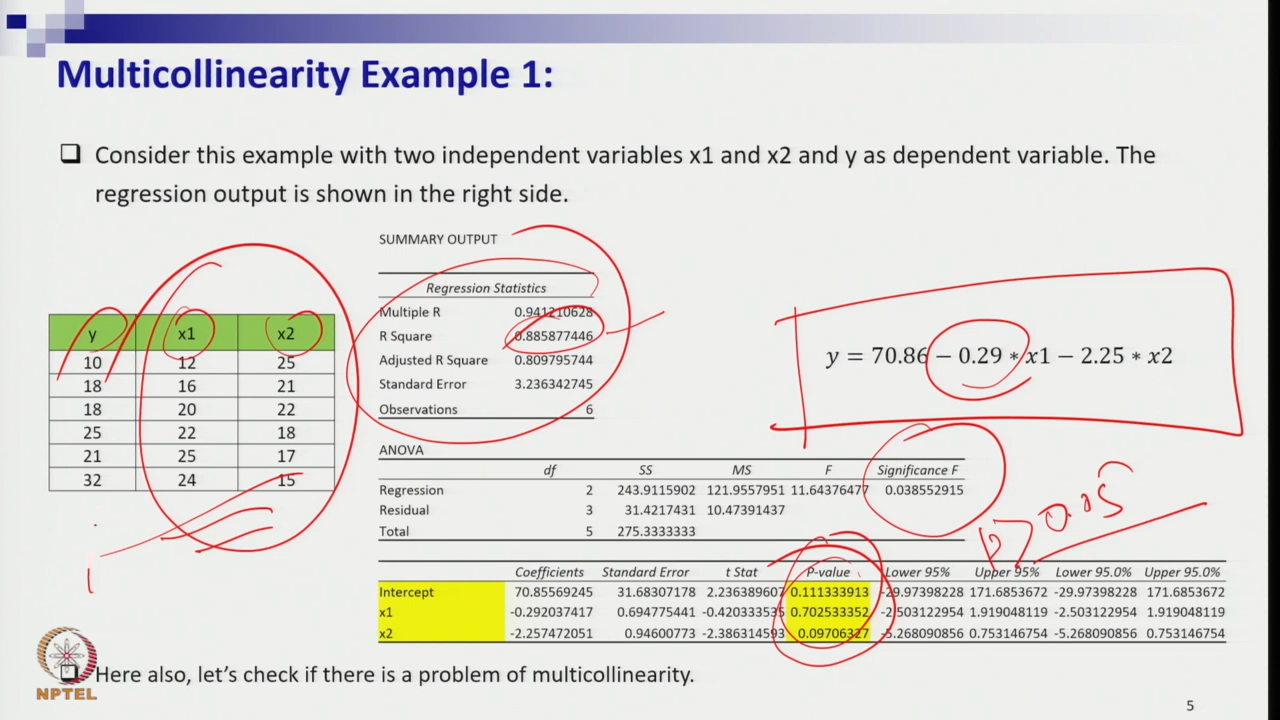 Multicollinearity Example 1:
❑ Consider this example with two independent variables x1 and x2 and y as dependent variable. The
regression output is shown in the right side.
y x1 x2
10 12 25
18 16 21
18 20 22
25 22 18
21 25 17
32 24 15
SUMMARY OUTPUT
Regression Statistics
Multiple R 0.941210628
R Square 0.885877446
Adjusted R Square 0.809795744
Standard Error 3.236342745
Observations 6
y = 70.86 − 0.29 * x1 − 2.25 * x2
ANOVA
df SS MS F Significance F
Regression 2 243.9115902 121.9557951 11.64376477 0.038552915
Residual 3 31.4217431 10.47391437
Total 5 275.3333333
p > 0.05
Coefficients Standard Error t Stat P-value Lower 95% Upper 95% Lower 95.0% Upper 95.0%
Intercept 70.85569245 31.68307178 2.236389607 0.111333913 -29.97398228 171.6853672 -29.97398228 171.6853672
x1 -0.292037417 0.694775441 -0.420333535 0.702533352 -2.503122954 1.919048119 -2.503122954 1.919048119
x2 -2.257472051 0.94600773 -2.386314593 0.09706327 -5.268090856 0.753146754 -5.268090856 0.753146754
❑ Here also, let's check if there is a problem of multicollinearity.
NPTEL
5